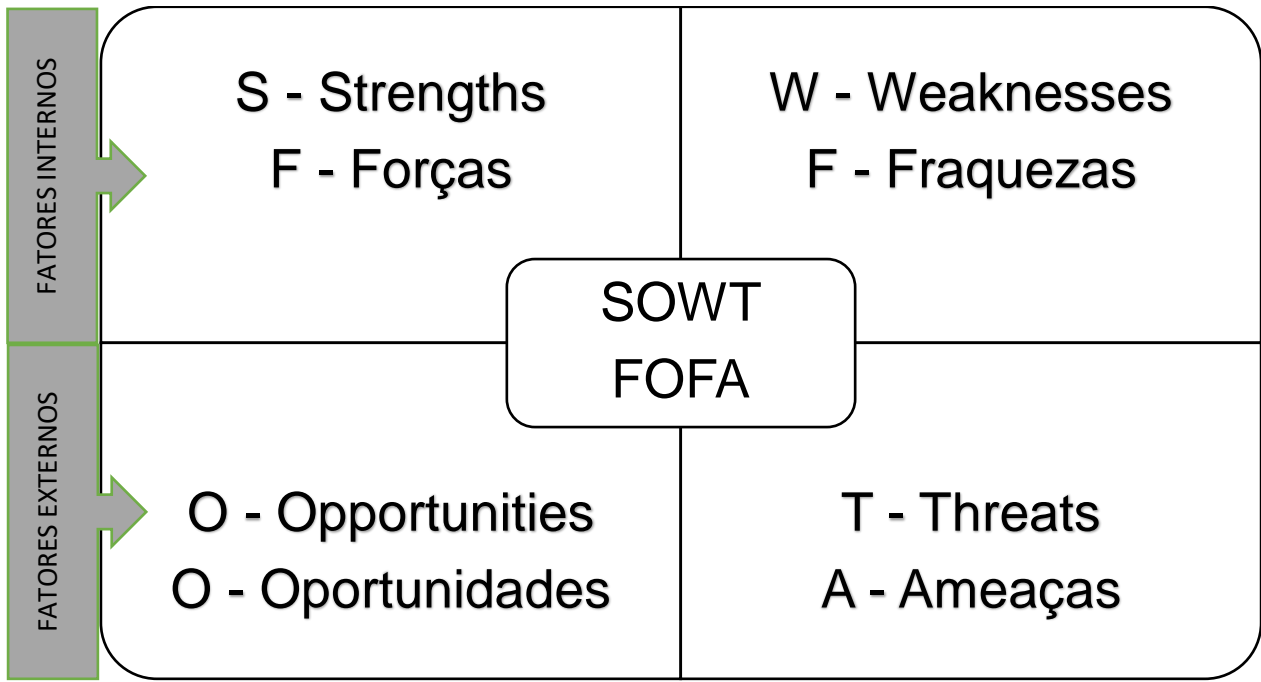 FATORES INTERNOS
S - Strengths
F - Forças
W - Weaknesses
F - Fraquezas
SOWT
FOFA
FATORES EXTERNOS
O - Opportunities
O - Oportunidades
T - Threats
A - Ameaças